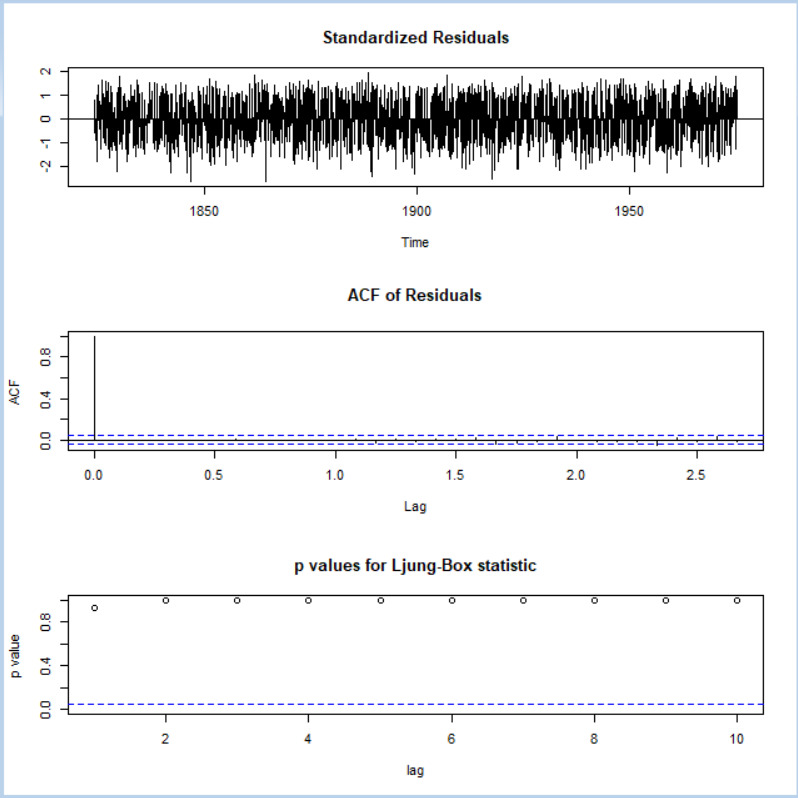 Standardized Residuals
2
1
0
-1
-2
1850 1900 1950
Time
ACF of Residuals
ACF
0.8
0.4
0.0
0.0 0.5 1.0 1.5 2.0 2.5
Lag
p values for Ljung-Box statistic
p value
0.8
0.4
0.0
2 4 6 8 10
lag